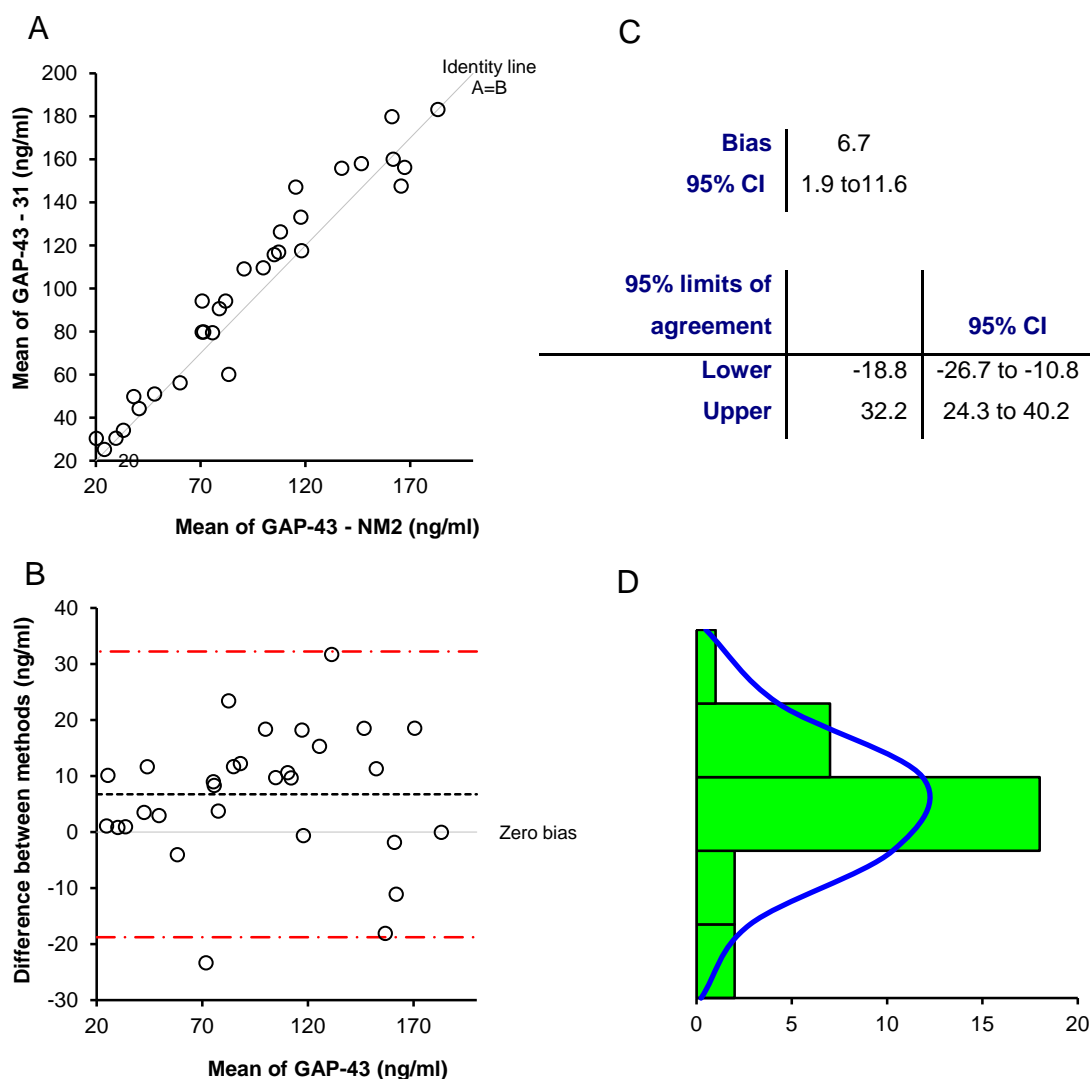 A
Identity line
A=B
Mean of GAP-43 - 31 (ng/ml)
200
180
160
140
120
100
80
60
40
20
20
20 70 120 170
Mean of GAP-43 - NM2 (ng/ml)
C
Bias 6.7
95% CI 1.9 to11.6
95% limits of
agreement 95% CI
Lower -18.8 -26.7 to -10.8
Upper 32.2 24.3 to 40.2
B
Difference between methods (ng/ml)
40
30
20
10
0
-10
-20
-30
Zero bias
20 70 120 170
Mean of GAP-43 (ng/ml)
D
0 5 10 15 20